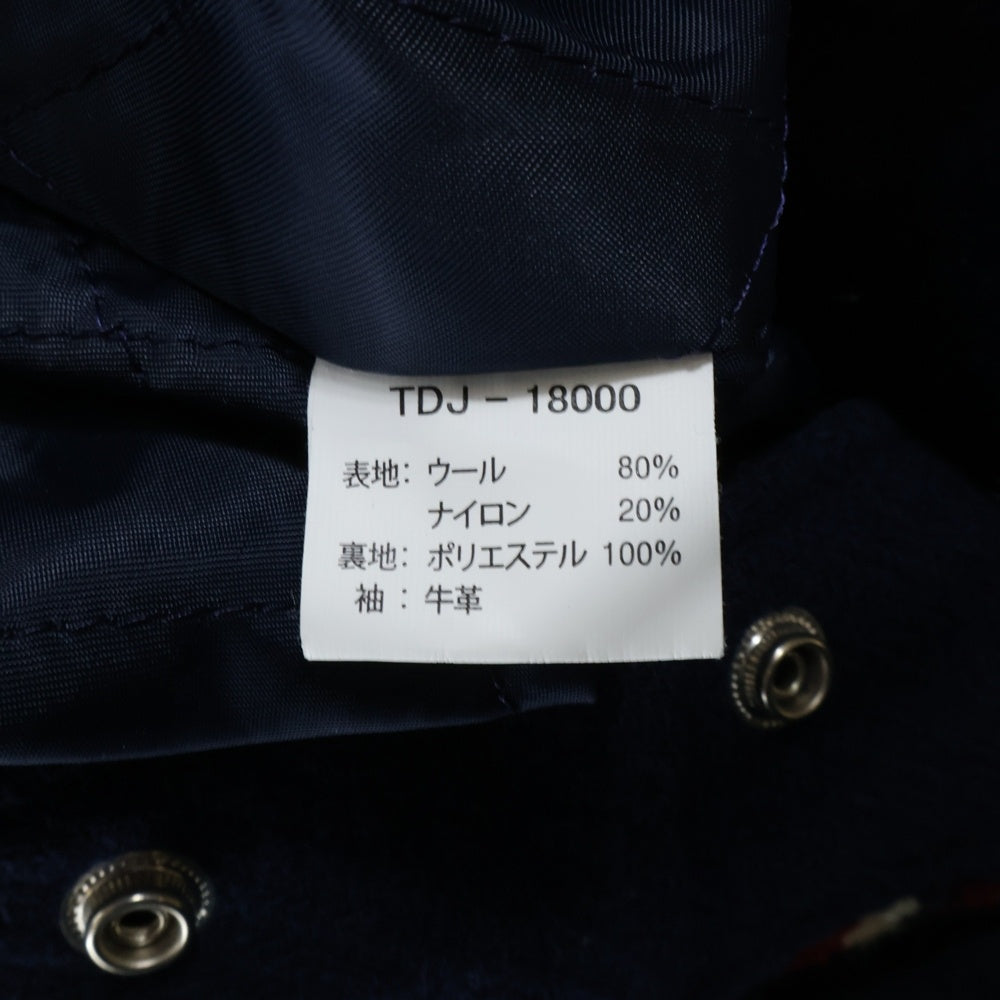 TDJ - 18000
表地: ウール 80%
ナイロン 20%
裏地: ポリエステル 100%
袖 : 牛革